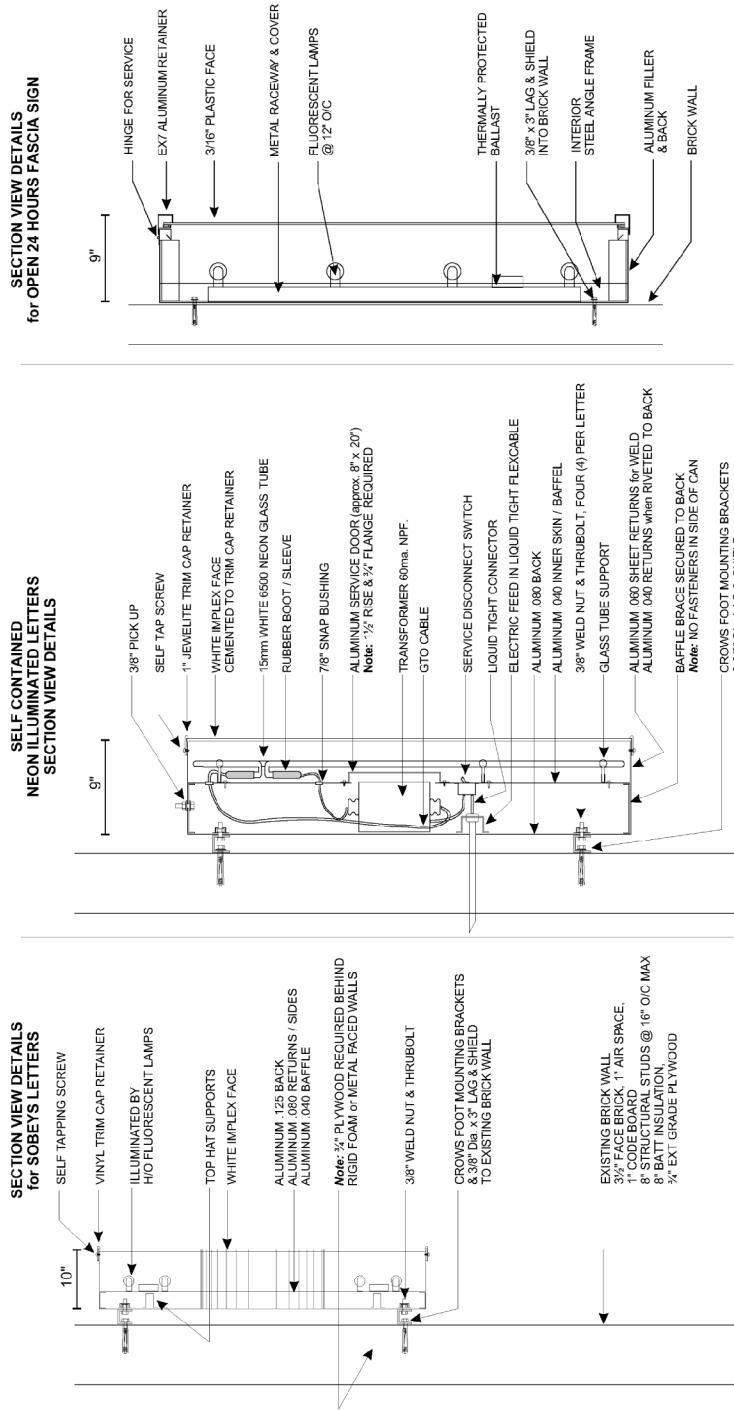 SECTION VIEW DETAILS
for SOBEYS LETTERS
10"
SELF TAPPING SCREW
VINYL TRIM CAP RETAINER
ILLUMINATED BY
H/O FLUORESCENT LAMPS
TOP HAT SUPPORTS
WHITE IMPLEX FACE
ALUMINUM .125 BACK
ALUMINUM .080 RETURNS / SIDES
ALUMINUM .040 BAFFLE
Note: ¾" PLYWOOD REQUIRED BEHIND
RIGID FOAM or METAL FACED WALLS
3/8" WELD NUT & THRUBOLT
CROWS FOOT MOUNTING BRACKETS
& 3/8" Dia. x 3" LAG & SHIELD
TO EXISTING BRICK WALL
EXISTING BRICK WALL
3½" FACE BRICK, 1" AIR SPACE,
1" CODE BOARD
8" STRUCTURAL STUDS @ 16" O/C MAX
8" BATT INSULATION,
¾" EXT GRADE PLYWOOD
SELF CONTAINED
NEON ILLUMINATED LETTERS
SECTION VIEW DETAILS
9"
3/8" PICK UP
SELF TAP SCREW
1" JEWELITE TRIM CAP RETAINER
WHITE IMPLEX FACE
CEMENTED TO TRIM CAP RETAINER
15mm WHITE 6500 NEON GLASS TUBE
RUBBER BOOT / SLEEVE
7/8" SNAP BUSHING
ALUMINUM SERVICE DOOR (approx. 8" x 20")
Note: 1½" RISE & ¾" FLANGE REQUIRED
TRANSFORMER 60ma. NPF.
GTO CABLE
SERVICE DISCONNECT SWITCH
LIQUID TIGHT CONNECTOR
ELECTRIC FEED IN LIQUID TIGHT FLEXCABLE
ALUMINUM .080 BACK
ALUMINUM .040 INNER SKIN / BAFFEL
3/8" WELD NUT & THRUBOLT, FOUR (4) PER LETTER
GLASS TUBE SUPPORT
ALUMINUM .060 SHEET RETURNS for WELD
ALUMINUM .040 RETURNS when RIVETED TO BACK
BAFFLE BRACE SECURED TO BACK
Note: NO FASTENERS IN SIDE OF CAN
CROWS FOOT MOUNTING BRACKETS
SECTION VIEW DETAILS
for OPEN 24 HOURS FASCIA SIGN
9"
HINGE FOR SERVICE
EX7 ALUMINUM RETAINER
3/16" PLASTIC FACE
METAL RACEWAY & COVER
FLUORESCENT LAMPS
@ 12" O/C
THERMALLY PROTECTED
BALLAST
3/8" x 3" LAG & SHIELD
INTO BRICK WALL
INTERIOR
STEEL ANGLE FRAME
ALUMINUM FILLER
& BACK
BRICK WALL